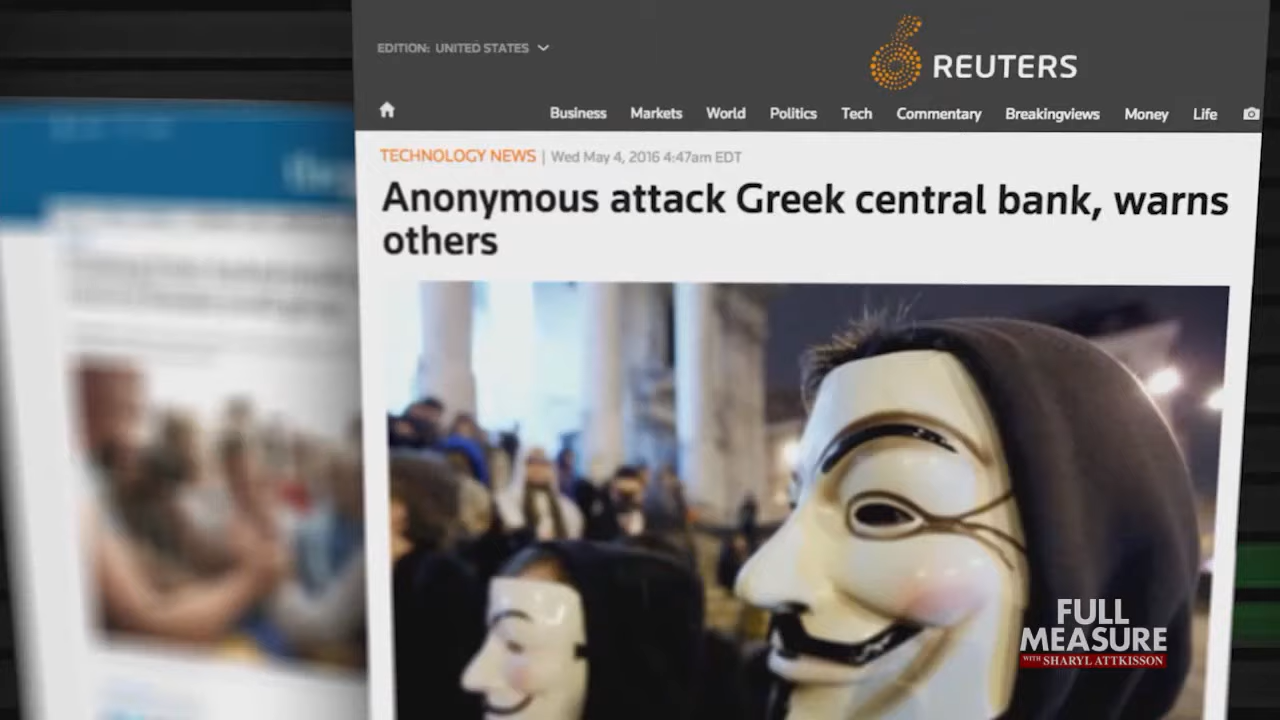 EDITION: UNITED STATES
REUTERS
Business Markets World Politics Tech Commentary Breakingviews Money Life
TECHNOLOGY NEWS | Wed May 4, 2016 4:47am EDT
Anonymous attack Greek central bank, warns
others
FULL
MEASURE
WITH SHARYL ATTKISSON